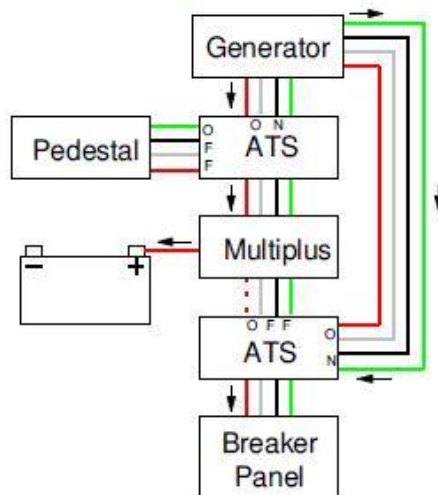 Generator
O N
Pedestal
O
F
F
ATS
Multiplus
− +
O F F
ATS
O
N
Breaker
Panel